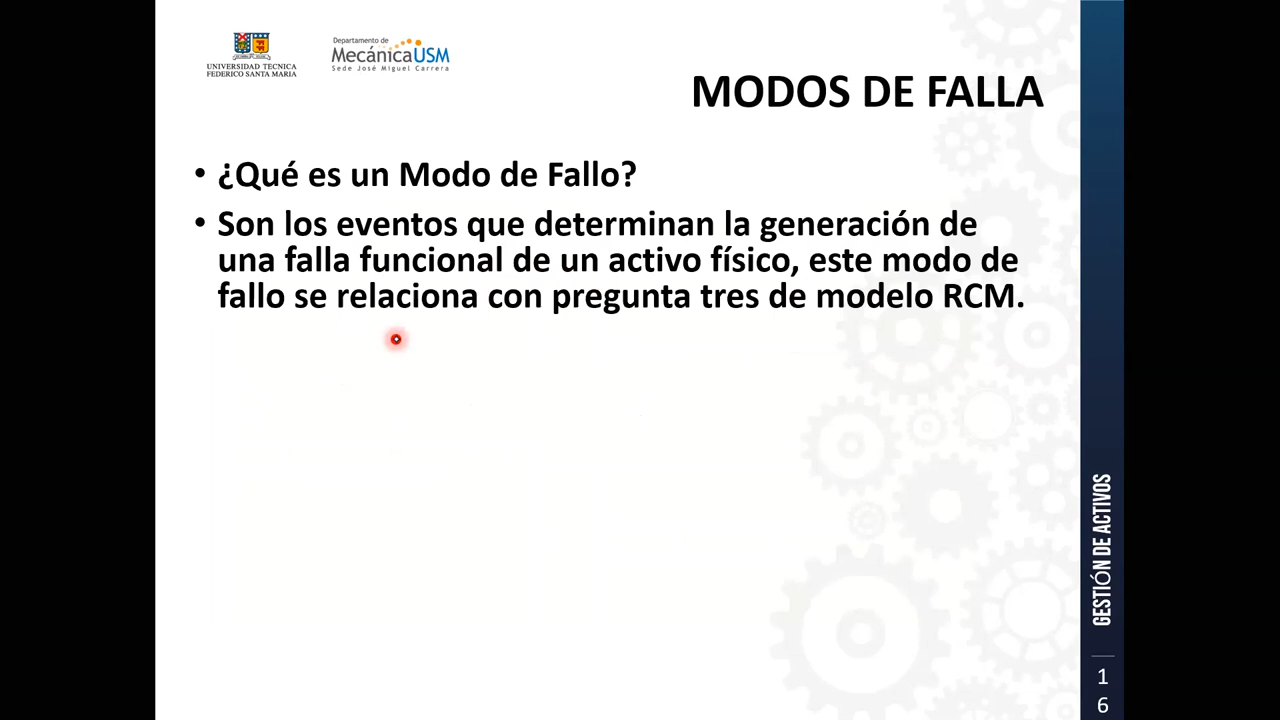 UNIVERSIDAD TECNICA
FEDERICO SANTA MARIA
Departamento de
MecánicaUSM
Sede José Miguel Carrera
MODOS DE FALLA
• ¿Qué es un Modo de Fallo?
• Son los eventos que determinan la generación de
una falla funcional de un activo físico, este modo de
fallo se relaciona con pregunta tres de modelo RCM.
GESTIÓN DE ACTIVOS
1
6